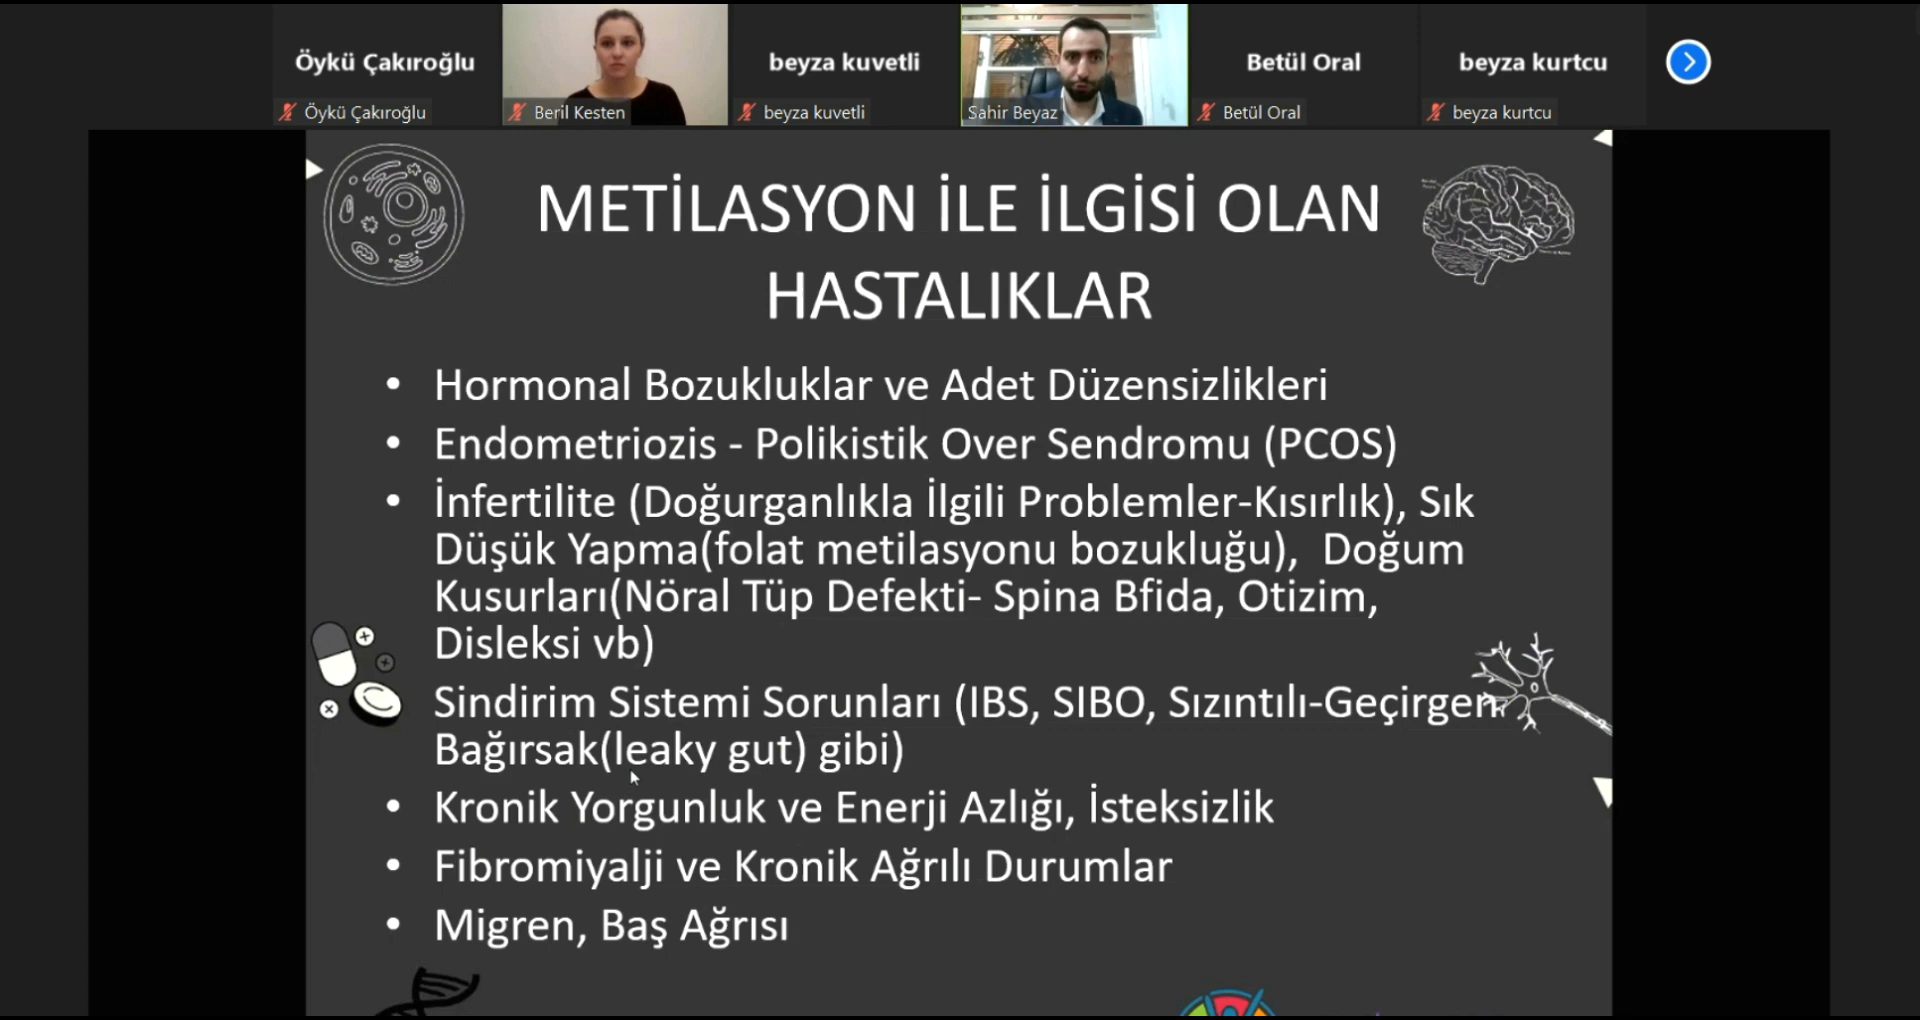 Öykü Çakıroğlu
beyza kuvetli
Betül Oral
beyza kurtcu
Öykü Çakıroğlu
Beril Kesten
beyza kuvetli
Sahir Beyaz
Betül Oral
beyza kurtcu
METİLASYON İLE İLGİSİ OLAN
HASTALIKLAR
• Hormonal Bozukluklar ve Adet Düzensizlikleri
• Endometriozis - Polikistik Over Sendromu (PCOS)
• İnfertilite (Doğurganlıkla İlgili Problemler-Kısırlık), Sık
Düşük Yapma(folat metilasyonu bozukluğu), Doğum
Kusurları(Nöral Tüp Defekti- Spina Bfida, Otizim,
Disleksi vb)
Sindirim Sistemi Sorunları (IBS, SIBO, Sızıntılı-Geçirgen
Bağırsak(leaky gut) gibi)
• Kronik Yorgunluk ve Enerji Azlığı, İsteksizlik
• Fibromiyalji ve Kronik Ağrılı Durumlar
• Migren, Baş Ağrısı